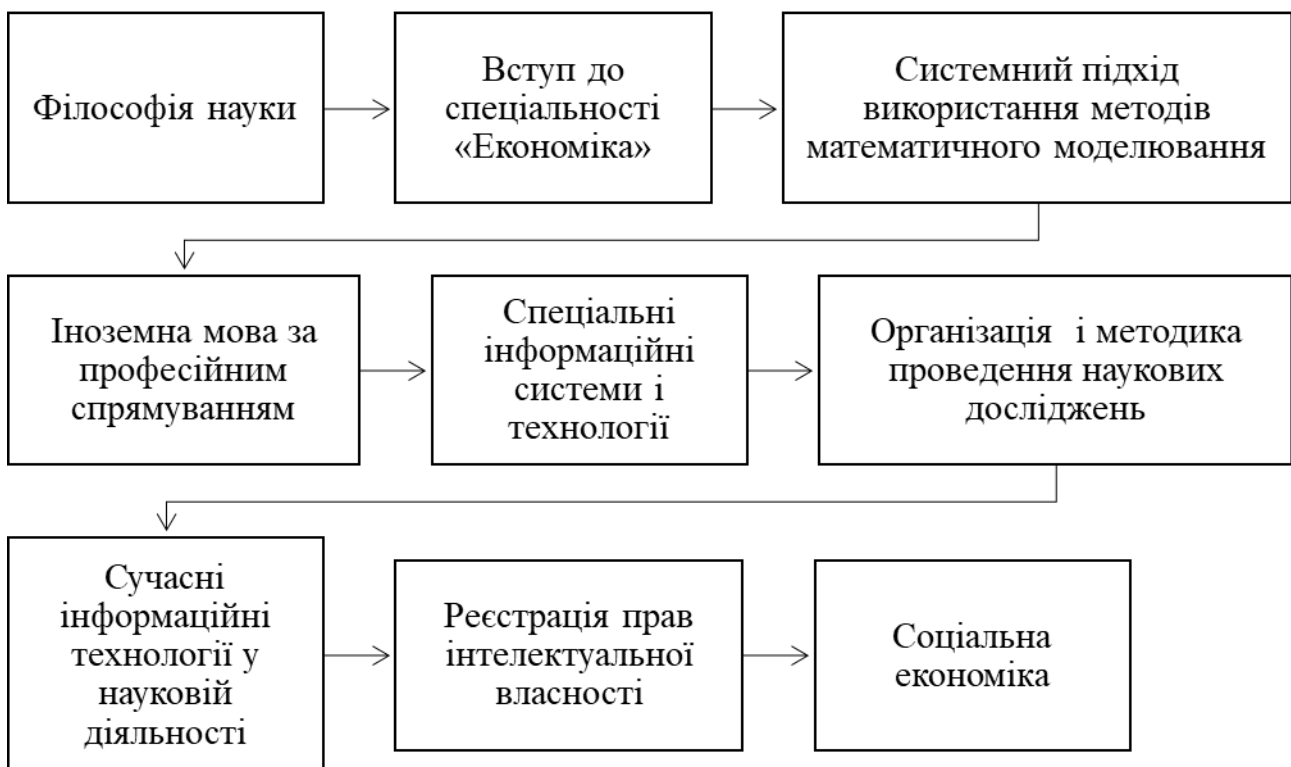 Філософія науки
Вступ до
спеціальності
«Економіка»
Системний підхід
використання методів
математичного моделювання
Іноземна мова за
професійним
спрямуванням
Спеціальні
інформаційні
системи і
технології
Організація і методика
проведення наукових
досліджень
Сучасні
інформаційні
технології у
науковій
діяльності
Реєстрація прав
інтелектуальної
власності
Соціальна
економіка